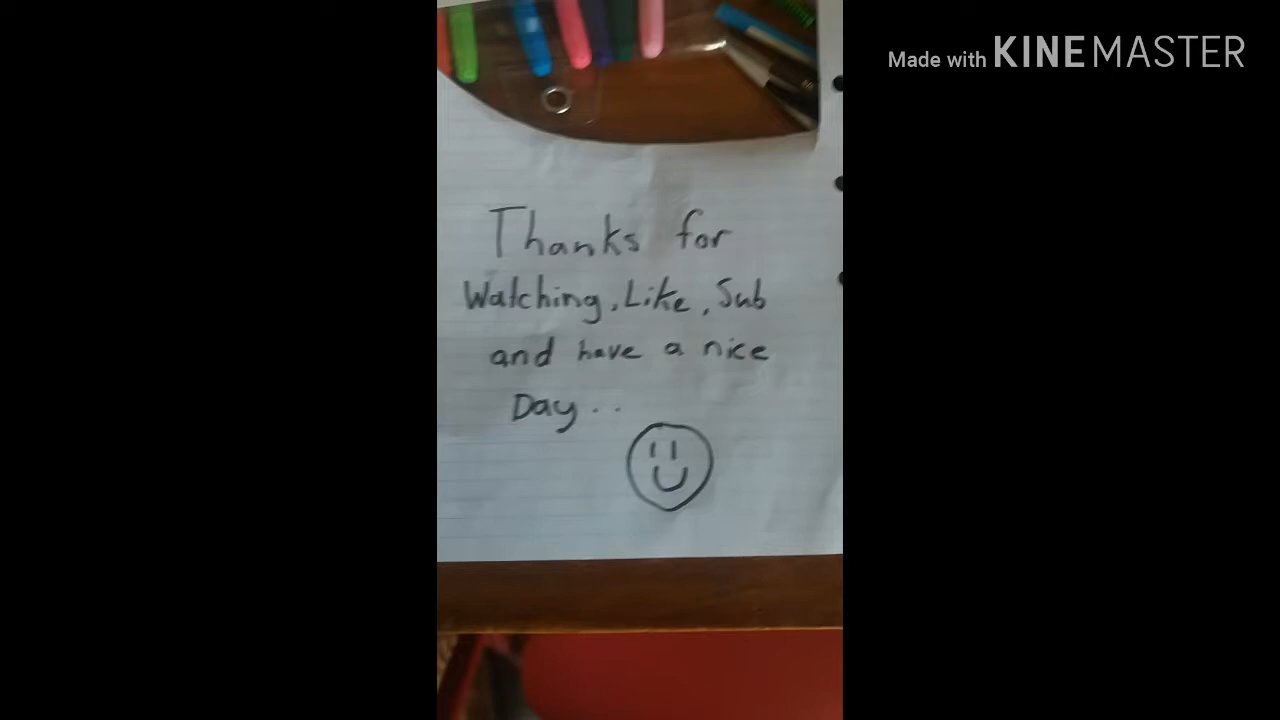 Made with KINEMASTER
Thanks for
Watching, Like, Sub
and have a nice
Day..